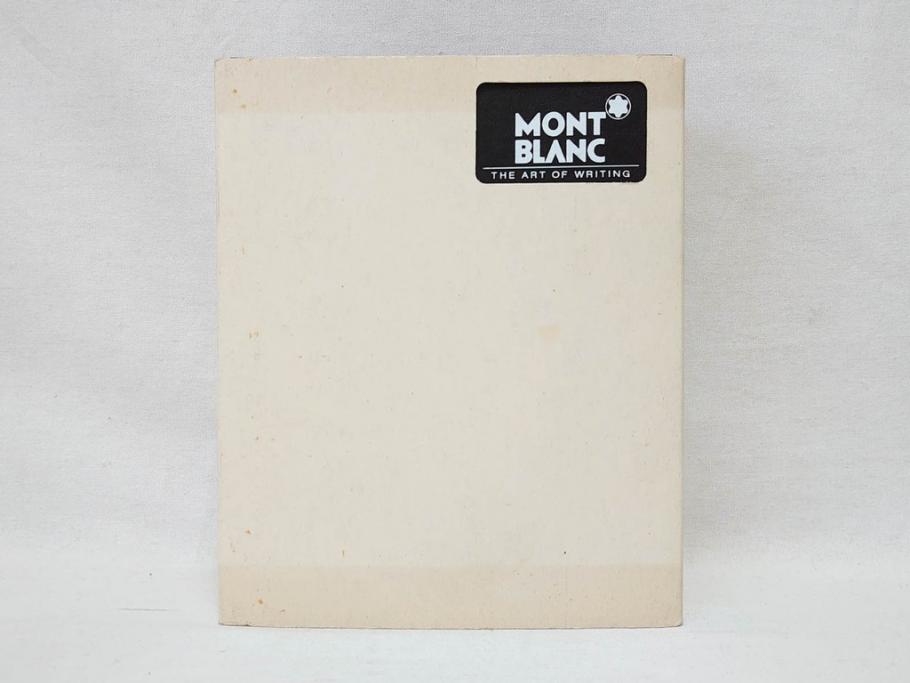 MONT
BLANC
THE ART OF WRITING